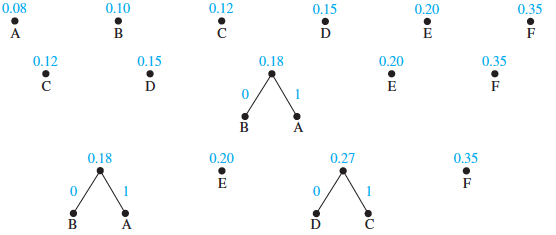 0.08 0.10 0.12 0.15 0.20 0.35
A B C D E F
0.12 0.15 0.18 0.20 0.35
C D E F
0 1
B A
0.18 0.20 0.27 0.35
E F
0 1 0 1
B A D C